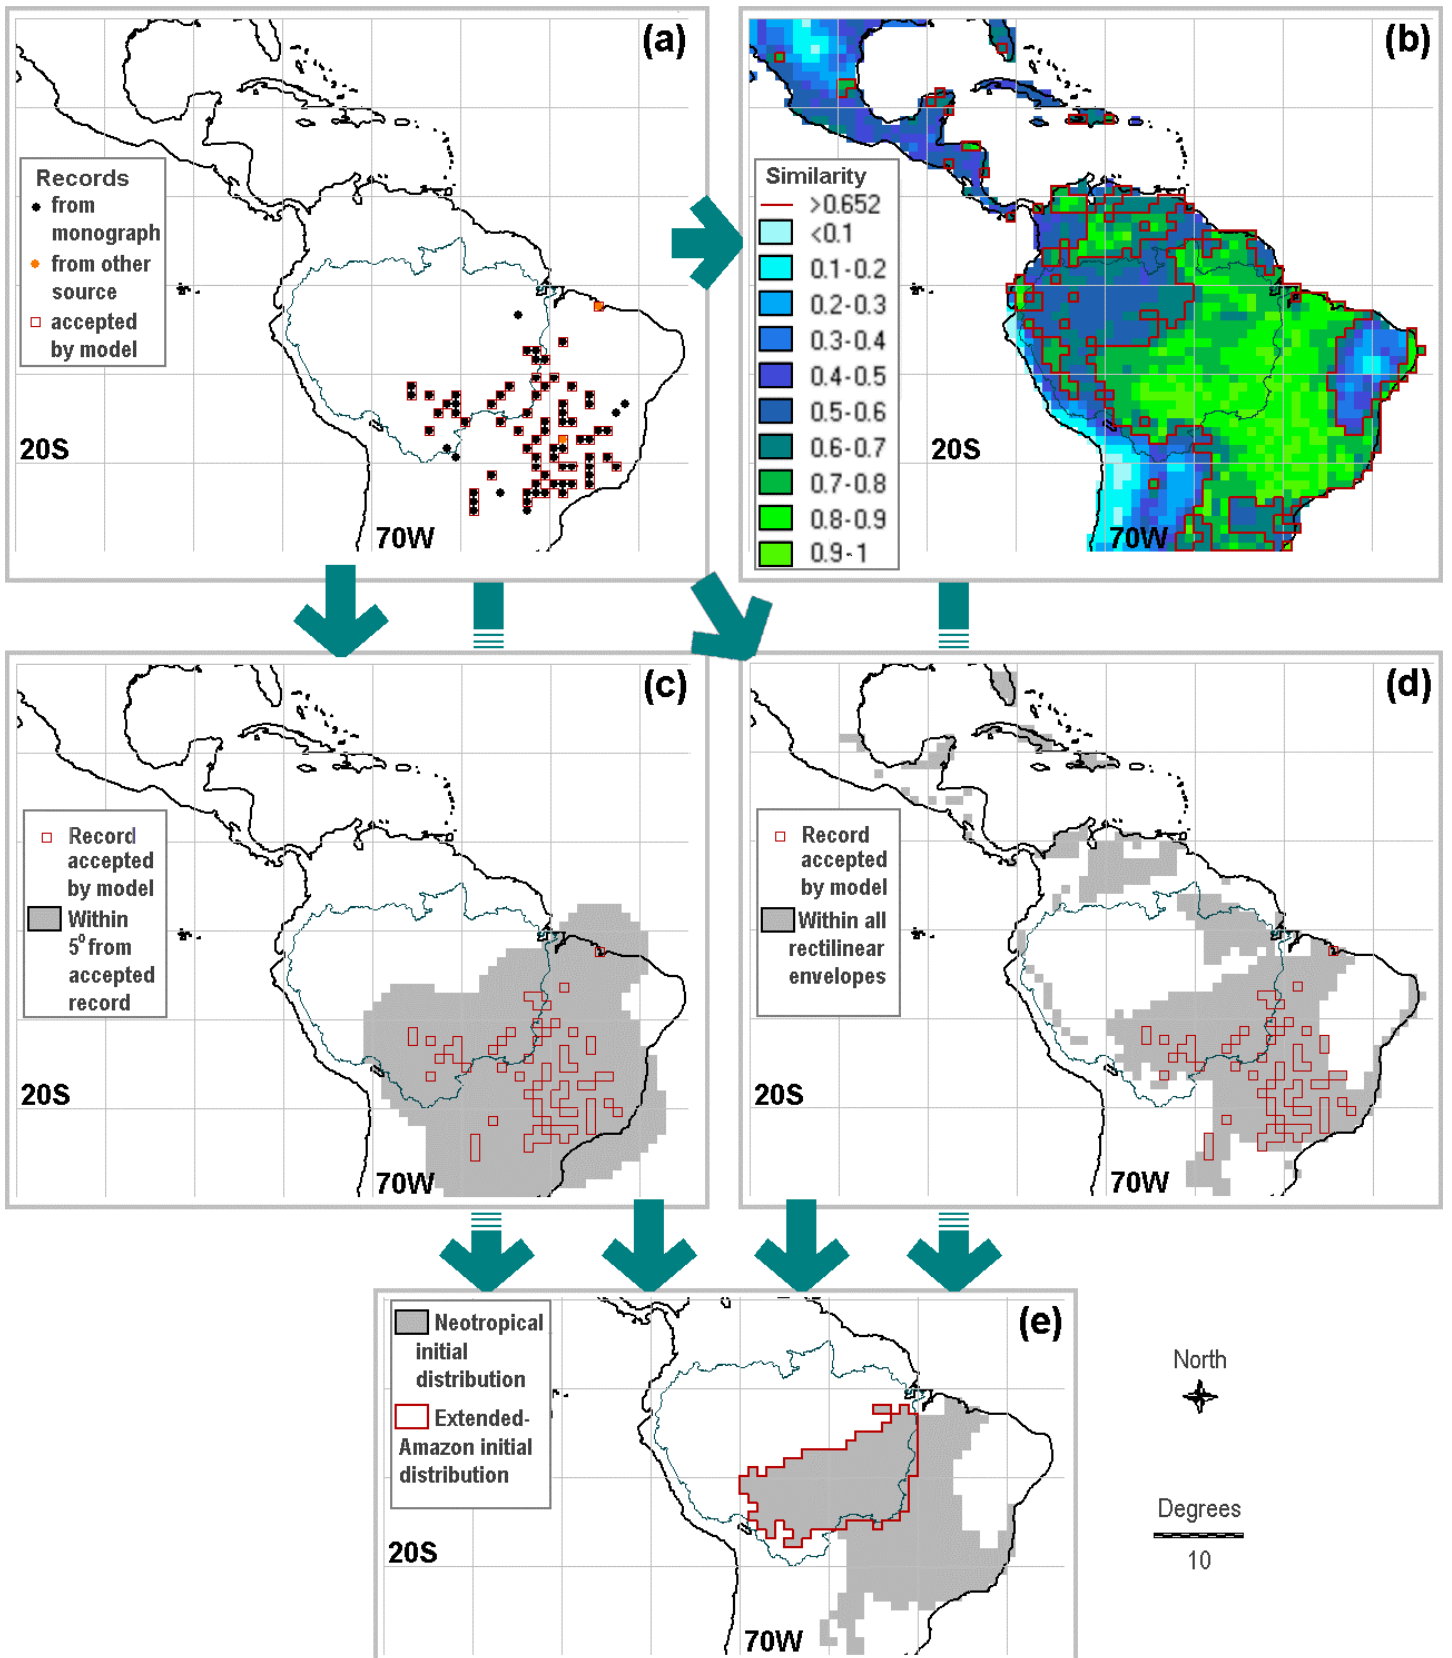 (a)
Records
from
monograph
from other
source
accepted
by model
20S
70W
(b)
Similarity
>0.652
<0.1
0.1-0.2
0.2-0.3
0.3-0.4
0.4-0.5
0.5-0.6
0.6-0.7
0.7-0.8
0.8-0.9
0.9-1
20S
70W
(c)
Record
accepted
by model
Within
5° from
accepted
record
20S
70W
(d)
Record
accepted
by model
Within all
rectilinear
envelopes
20S
70W
(e)
Neotropical
initial
distribution
Extended-
Amazon initial
distribution
20S
70W
North
Degrees
10